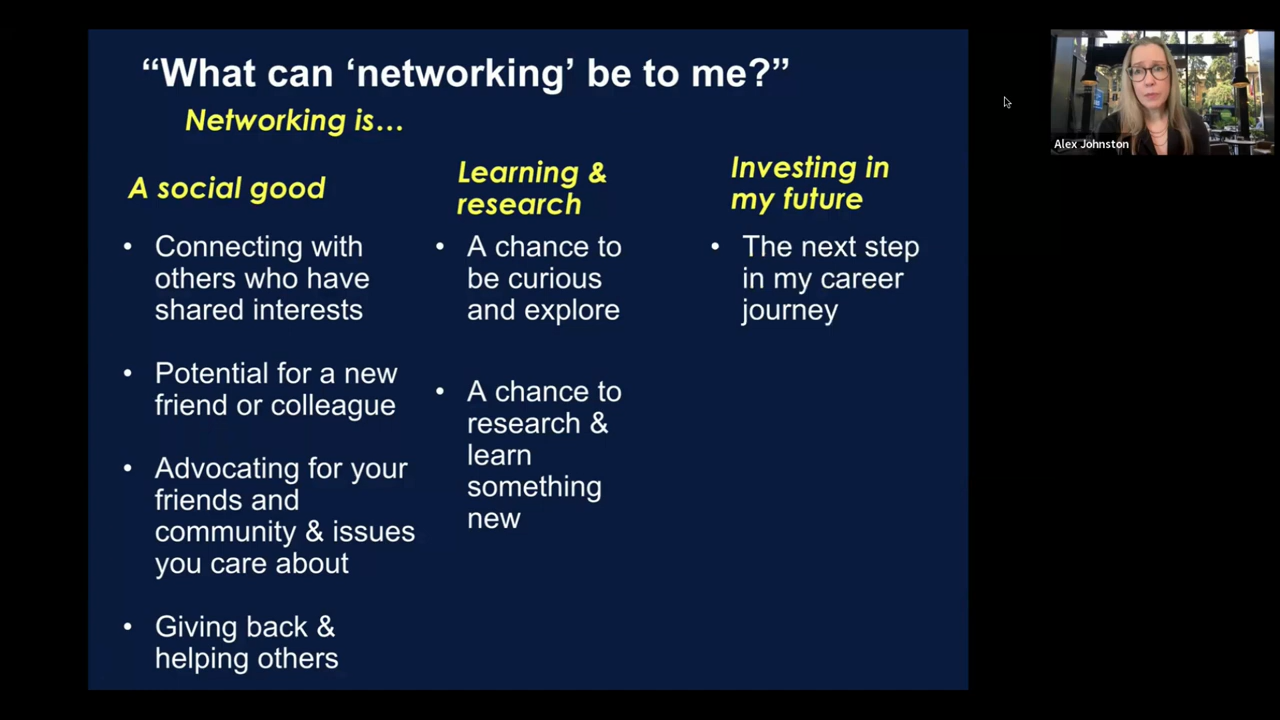 “What can ‘networking’ be to me?”
Networking is…
A social good
• Connecting with
others who have
shared interests
• Potential for a new
friend or colleague
• Advocating for your
friends and
community & issues
you care about
• Giving back &
helping others
Learning &
research
• A chance to
be curious
and explore
• A chance to
research &
learn
something
new
Investing in
my future
• The next step
in my career
journey
Alex Johnston